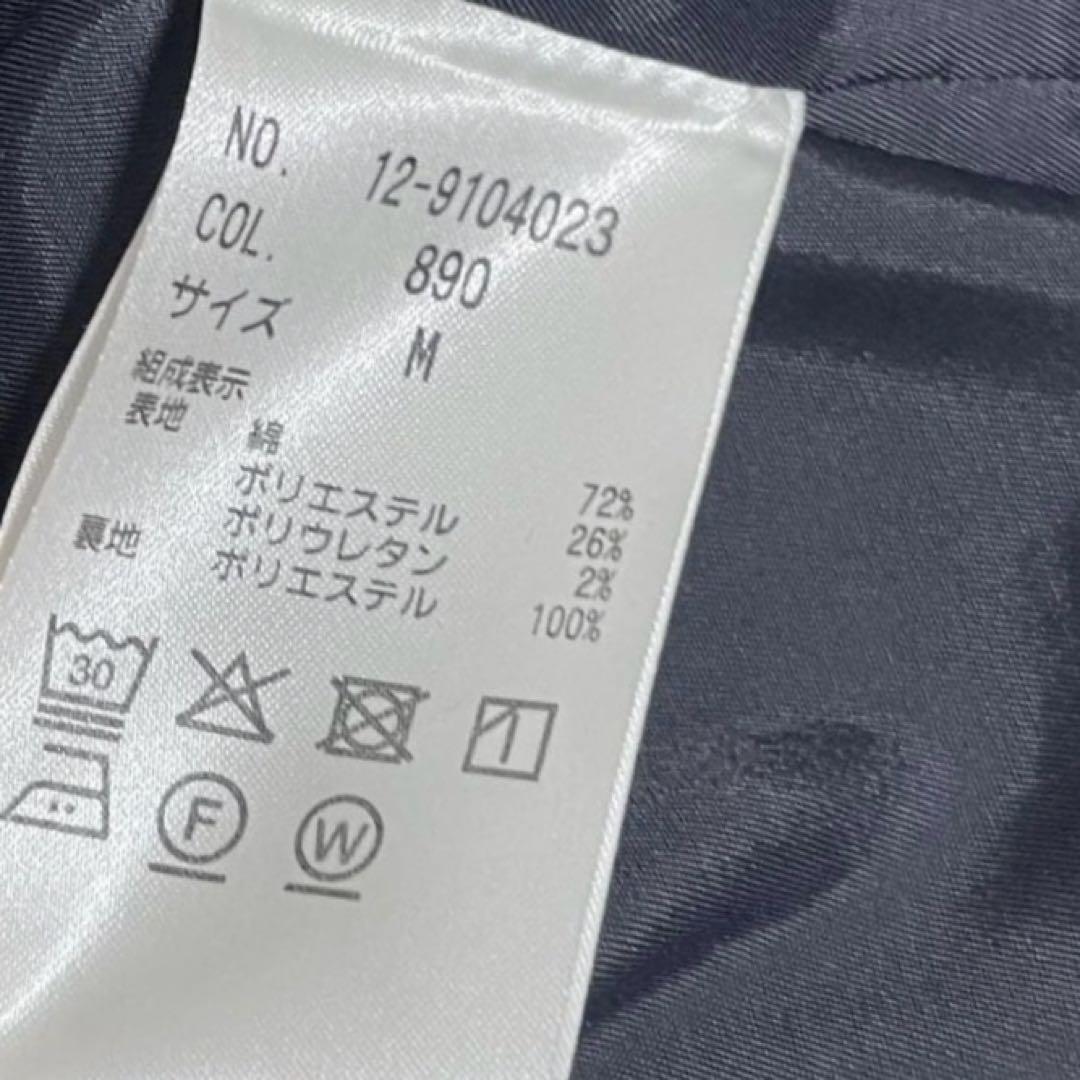 NO. 12-9104023
COL. 890
サイズ M
組成表示
表地 綿 72%
ポリエステル 26%
ポリウレタン 2%
裏地 ポリエステル 100%
30
F W